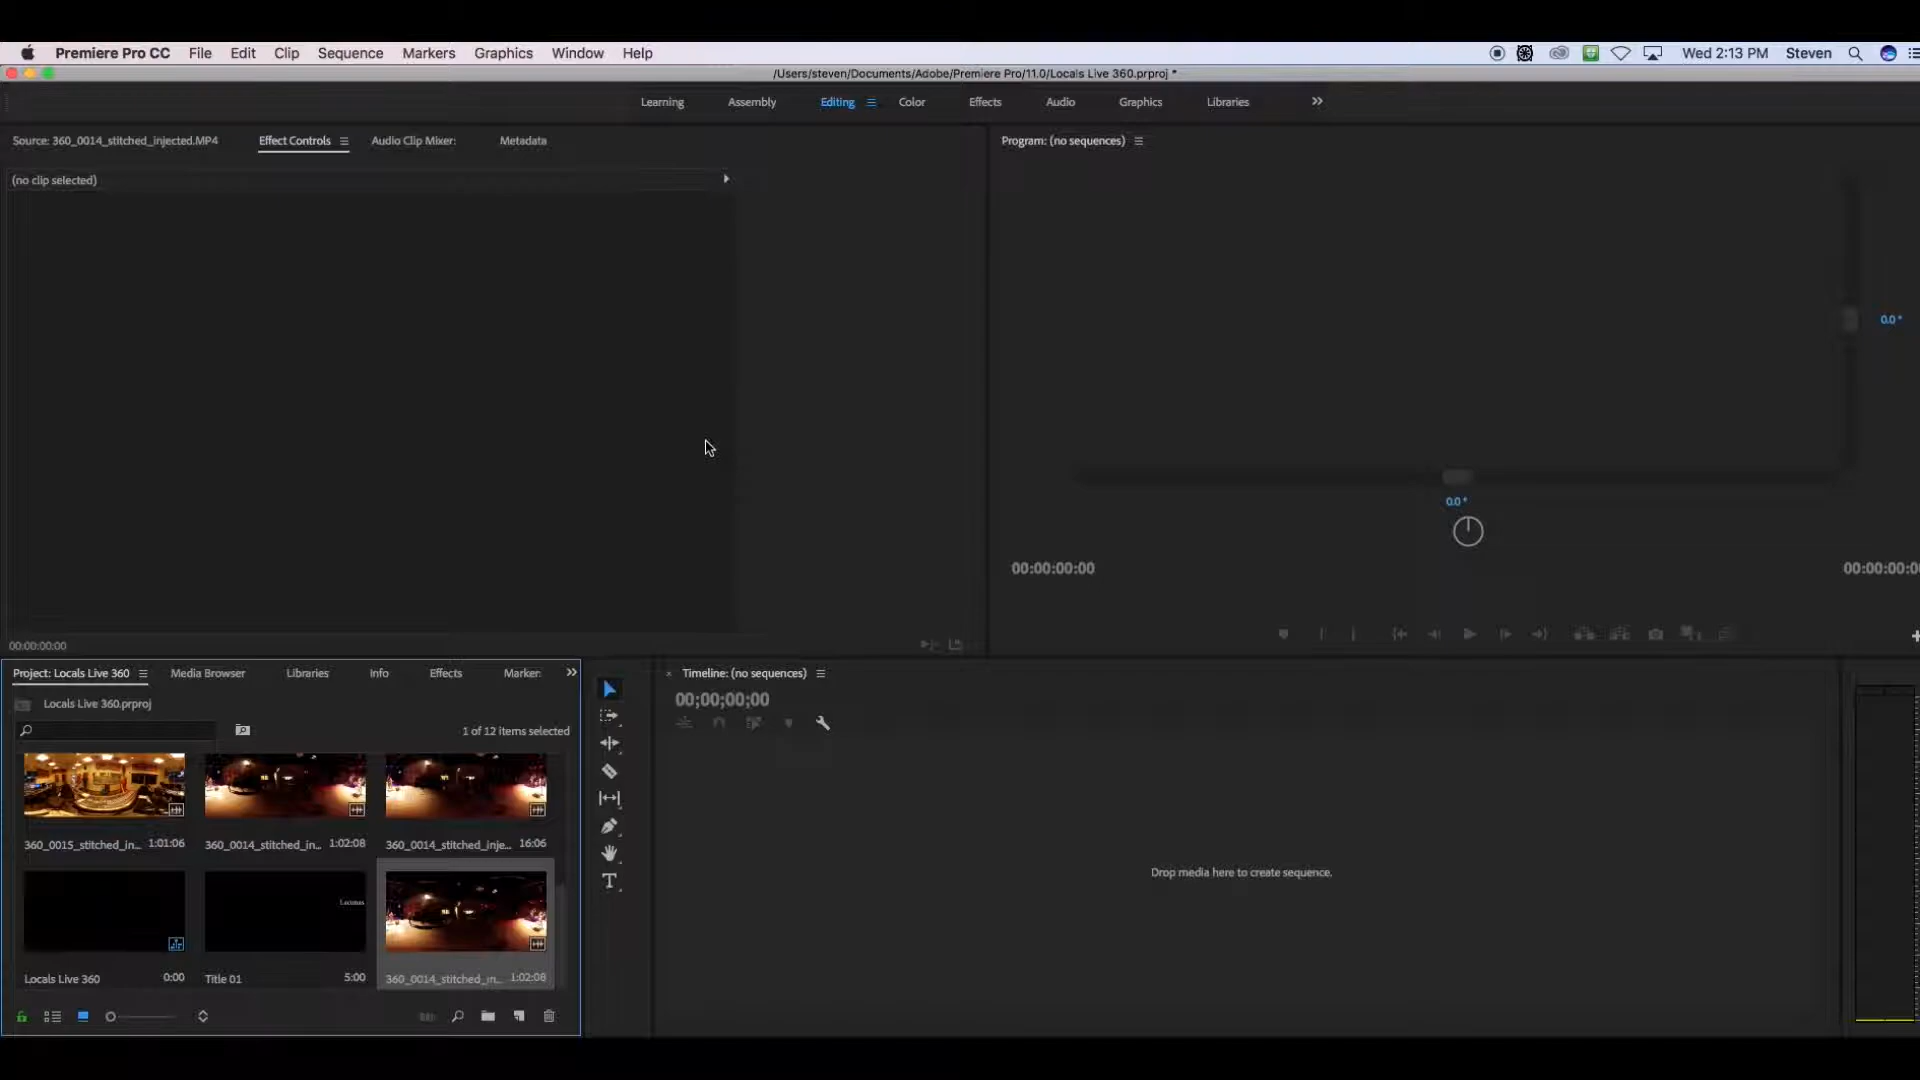 Premiere Pro CC File Edit Clip Sequence Markers Graphics Window Help Wed 2:13 PM Steven
/Users/steven/Documents/Adobe/Premiere Pro/11.0/Locals Live 360.prproj *
Learning Assembly Editing Color Effects Audio Graphics Libraries
Source: 360_0014_stitched_injected.MP4 Effect Controls Audio Clip Mixer: Metadata
Program: (no sequences)
(no clip selected)
0.0 °
0.0 °
00:00:00:00 00:00:00:0
00:00:00:00
Project: Locals Live 360 Media Browser Libraries Info Effects Marker:
Timeline: (no sequences)
00;00;00;00
Locals Live 360.prproj
1 of 12 items selected
360_0015_stitched_in... 1:01:06 360_0014_stitched_in... 1:02:08 360_0014_stitched_inje... 16:06
Drop media here to create sequence.
Locals Live 360 0:00 Title 01 5:00 360_0014_stitched_in... 1:02:08